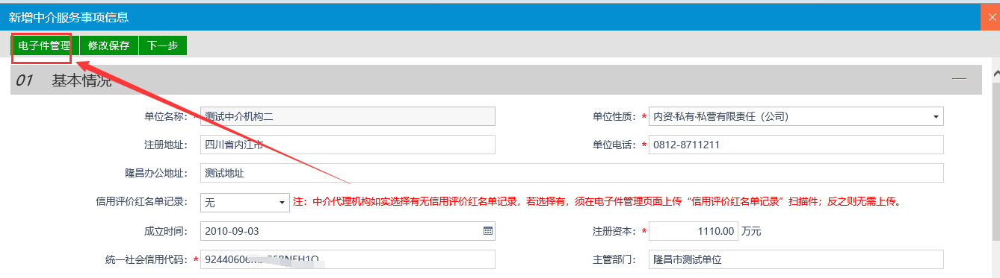 新增中介服务事项信息
电子件管理 修改保存 下一步
01 基本情况
单位名称：* 测试中介机构二 单位性质：* 内资·私有·私营有限责任（公司）
注册地址： 四川省内江市 单位电话：* 0812-8711211
隆昌办公地址： 测试地址
信用评价红名单记录： 无 注：中介代理机构如实选择有无信用评价红名单记录，若选择有，须在电子件管理页面上传“信用评价红名单记录”扫描件；反之则无需上传。
成立时间： 2010-09-03 注册资本：* 1110.00 万元
统一社会信用代码：* 主管部门： 隆昌市测试单位